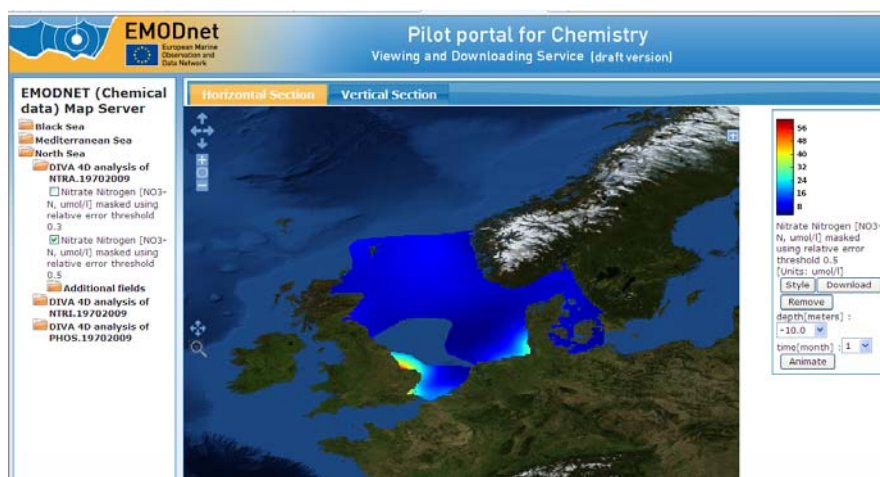 EMODnet
European Marine
Observation and
Data Network
Pilot portal for Chemistry
Viewing and Downloading Service (draft version)
EMODNET (Chemical
data) Map Server
Black Sea
Mediterranean Sea
North Sea
DIVA 4D analysis of
NTRA.19702009
Nitrate Nitrogen [NO3-
N, umol/l] masked using
relative error threshold
0.3
Nitrate Nitrogen [NO3-
N, umol/l] masked using
relative error threshold
0.5
Additional fields
DIVA 4D analysis of
NTRI.19702009
DIVA 4D analysis of
PHOS.19702009
Horizontal Section
Vertical Section
56
48
40
32
24
16
8
Nitrate Nitrogen [NO3-
N, umol/l] masked
using relative error
threshold 0.5
[Units: umol/l]
Style Download
Remove
depth[meters] :
-10.0
time(month) : 1
Animate